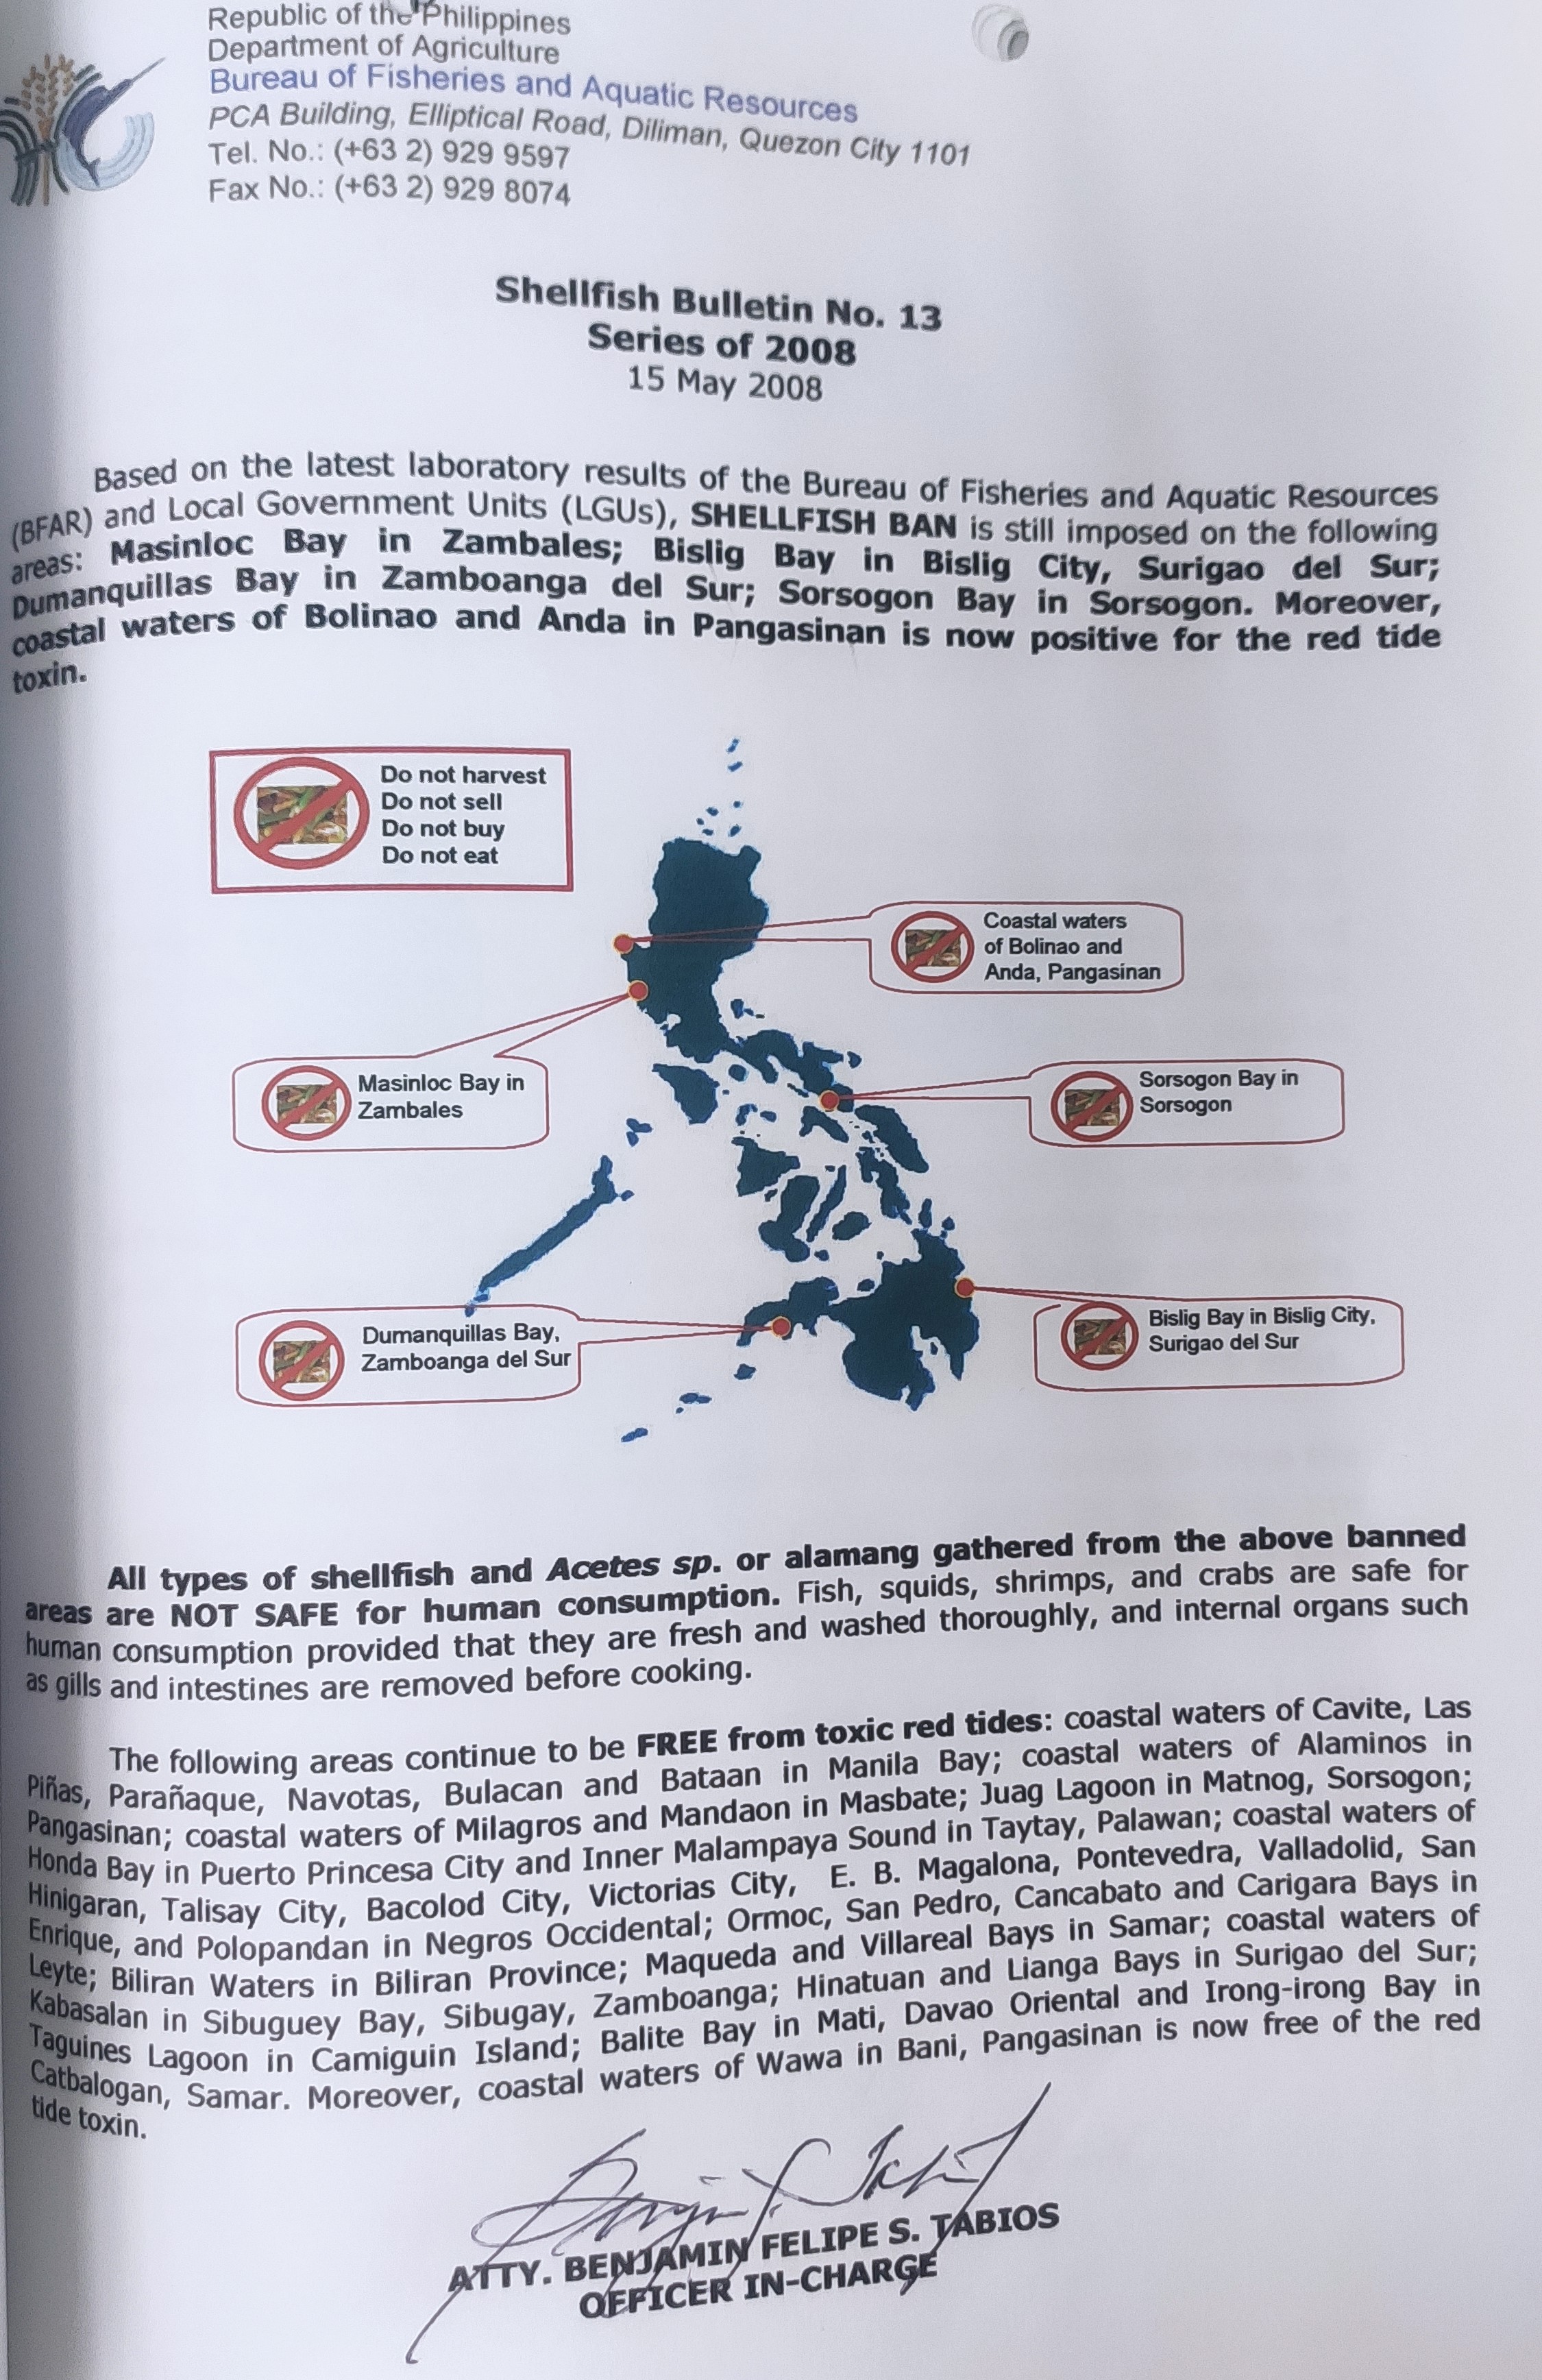 Republic of the Philippines
Department of Agriculture
Bureau of Fisheries and Aquatic Resources
PCA Building, Elliptical Road, Diliman, Quezon City 1101
Tel. No.: (+63 2) 929 9597
Fax No.: (+63 2) 929 8074
Shellfish Bulletin No. 13
Series of 2008
15 May 2008
Based on the latest laboratory results of the Bureau of Fisheries and Aquatic Resources
(BFAR) and Local Government Units (LGUs), SHELLFISH BAN is still imposed on the following
areas: Masinloc Bay in Zambales; Bislig Bay in Bislig City, Surigao del Sur;
Dumanquillas Bay in Zamboanga del Sur; Sorsogon Bay in Sorsogon. Moreover,
coastal waters of Bolinao and Anda in Pangasinan is now positive for the red tide
toxin.
Do not harvest
Do not sell
Do not buy
Do not eat
Coastal waters
of Bolinao and
Anda, Pangasinan
Masinloc Bay in
Zambales
Sorsogon Bay in
Sorsogon
Dumanquillas Bay,
Zamboanga del Sur
Bislig Bay in Bislig City,
Surigao del Sur
All types of shellfish and Acetes sp. or alamang gathered from the above banned
areas are NOT SAFE for human consumption. Fish, squids, shrimps, and crabs are safe for
human consumption provided that they are fresh and washed thoroughly, and internal organs such
as gills and intestines are removed before cooking.
The following areas continue to be FREE from toxic red tides: coastal waters of Cavite, Las
Piñas, Parañaque, Navotas, Bulacan and Bataan in Manila Bay; coastal waters of Alaminos in
Pangasinan; coastal waters of Milagros and Mandaon in Masbate; Juag Lagoon in Matnog, Sorsogon;
Honda Bay in Puerto Princesa City and Inner Malampaya Sound in Taytay, Palawan; coastal waters of
Hinigaran, Talisay City, Bacolod City, Victorias City, E. B. Magalona, Pontevedra, Valladolid, San
Enrique, and Polopandan in Negros Occidental; Ormoc, San Pedro, Cancabato and Carigara Bays in
Leyte; Biliran Waters in Biliran Province; Maqueda and Villareal Bays in Samar; coastal waters of
Kabasalan in Sibuguey Bay, Sibugay, Zamboanga; Hinatuan and Lianga Bays in Surigao del Sur;
Taguines Lagoon in Camiguin Island; Balite Bay in Mati, Davao Oriental and Irong-irong Bay in
Catbalogan, Samar. Moreover, coastal waters of Wawa in Bani, Pangasinan is now free of the red
tide toxin.
ATTY. BENJAMIN FELIPE S. TABIOS
OFFICER IN-CHARGE